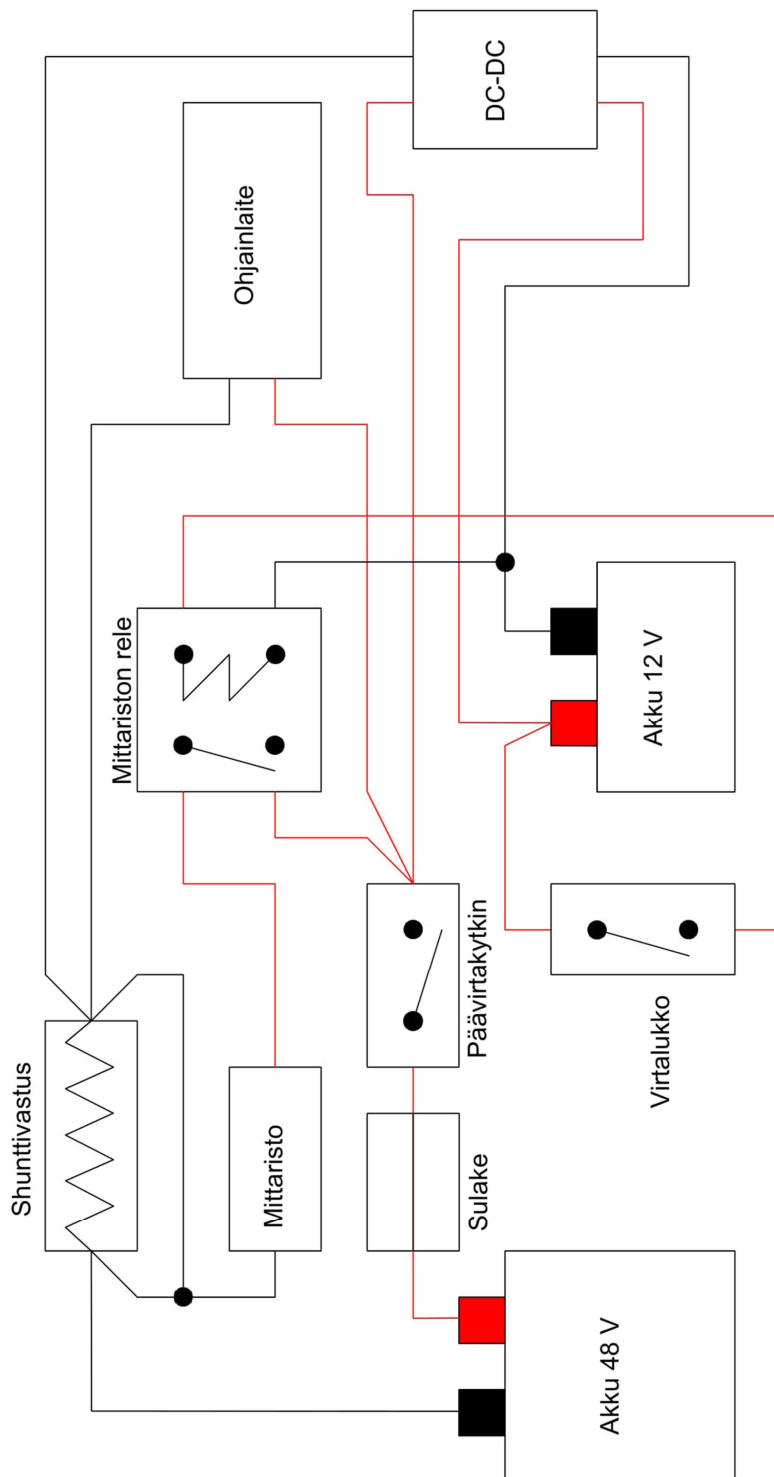 Shunttivastus
Mittaristo
Sulake
Akku 48 V
Päävirtakytkin
Mittariston rele
Virtalukko
Akku 12 V
Ohjainlaite
DC-DC